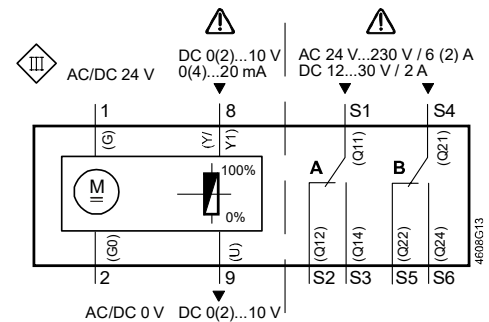 III
AC/DC 24 V
DC 0(2)...10 V
0(4)...20 mA
AC 24 V...230 V / 6 (2) A
DC 12...30 V / 2 A
1
8
S1
S4
(G)
(Y/
Y1)
(Q11)
(Q21)
M
100%
0%
A
B
(G0)
(U)
(Q12)
(Q14)
(Q22)
(Q24)
2
9
S2
S3
S5
S6
AC/DC 0 V
DC 0(2)...10 V
4608G13